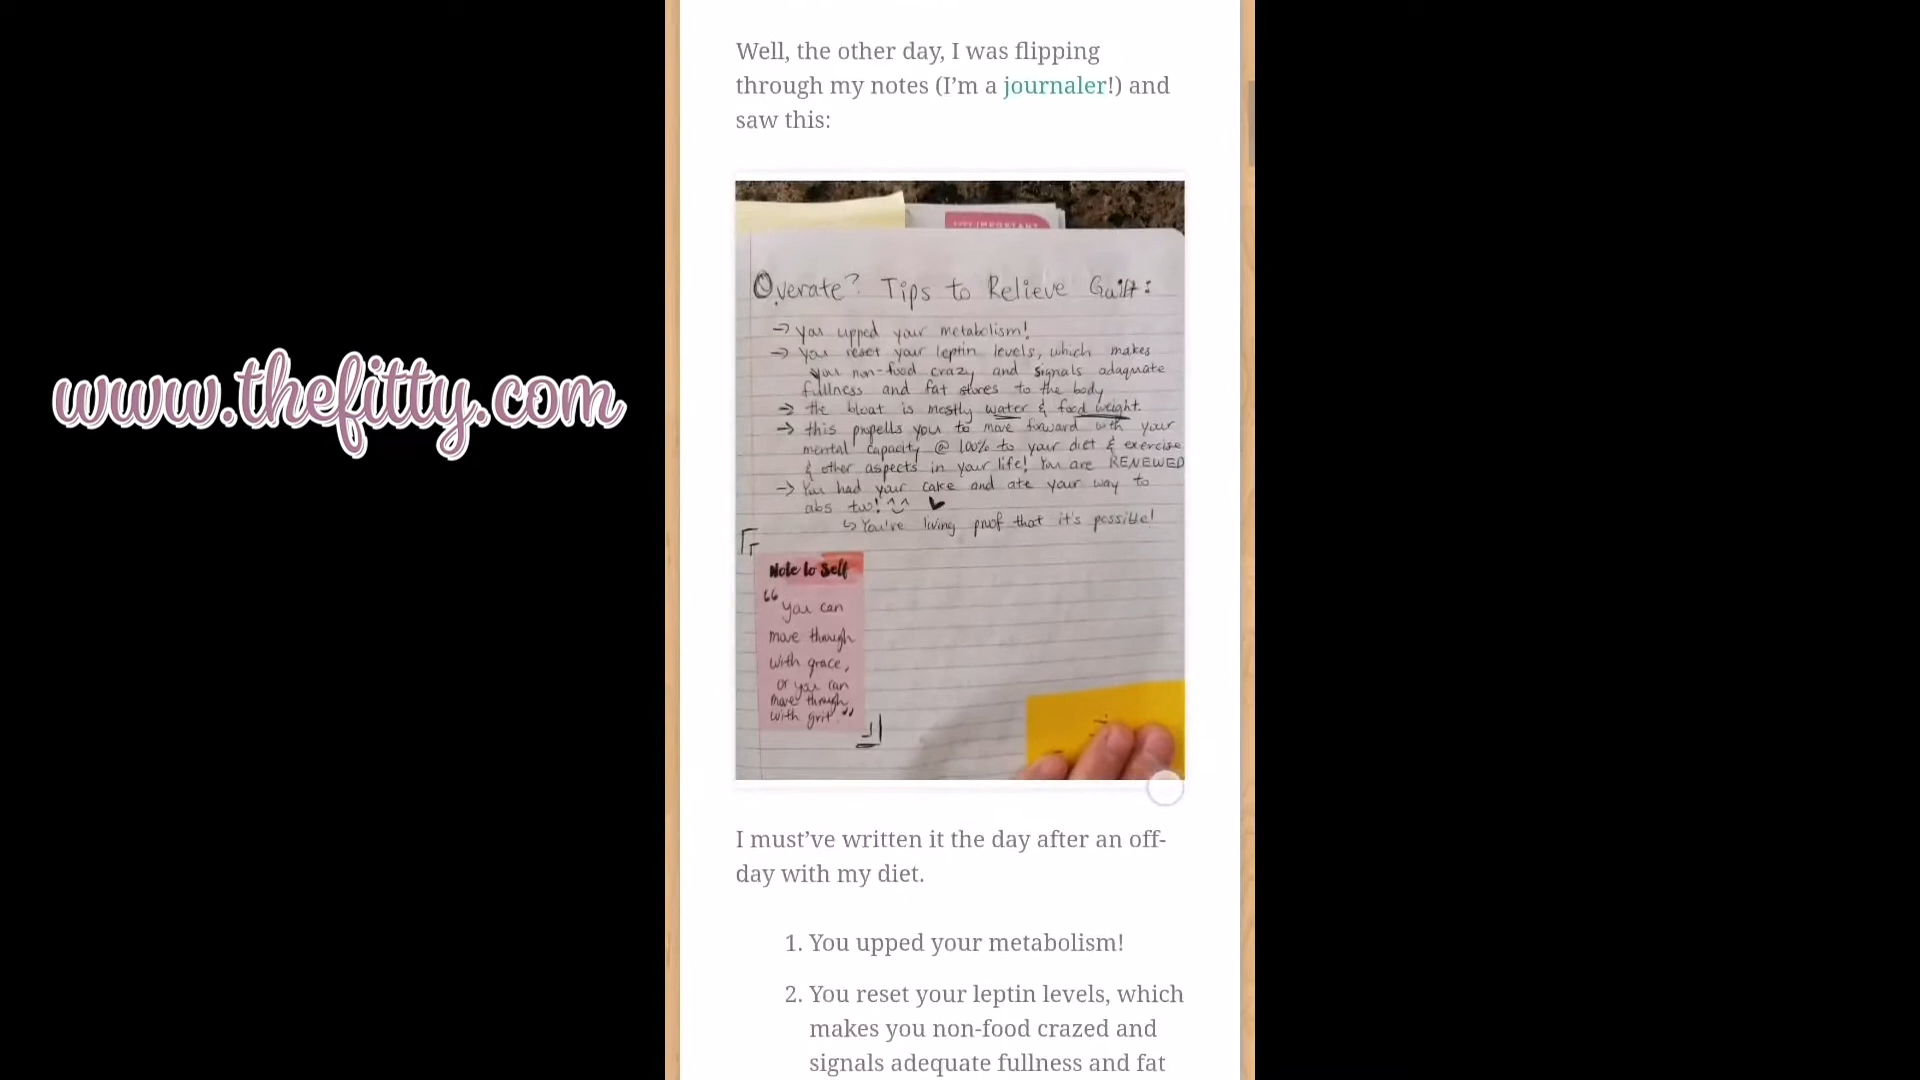 www.thefitty.com
Well, the other day, I was flipping
through my notes (I’m a journaler!) and
saw this:
IMPORTANT
Overate? Tips to Relieve Guilt:
→ You upped your metabolism!
→ You reset your leptin levels, which makes
you non-food crazy and signals adaquate
fullness and fat stores to the body
→ the bloat is mostly water & food weight.
→ this propells you to move forward with your
mental capacity @ 100% to your diet & exercise
& other aspects in your life! You are RENEWED
→ You had your cake and ate your way to
abs two! ^‿^ ♥
↳ You're living proof that it's possible!
Note to Self
“ You can
move through
with grace,
or you can
move through
with grit ”
I must’ve written it the day after an off-
day with my diet.
1. You upped your metabolism!
2. You reset your leptin levels, which
makes you non-food crazed and
signals adequate fullness and fat